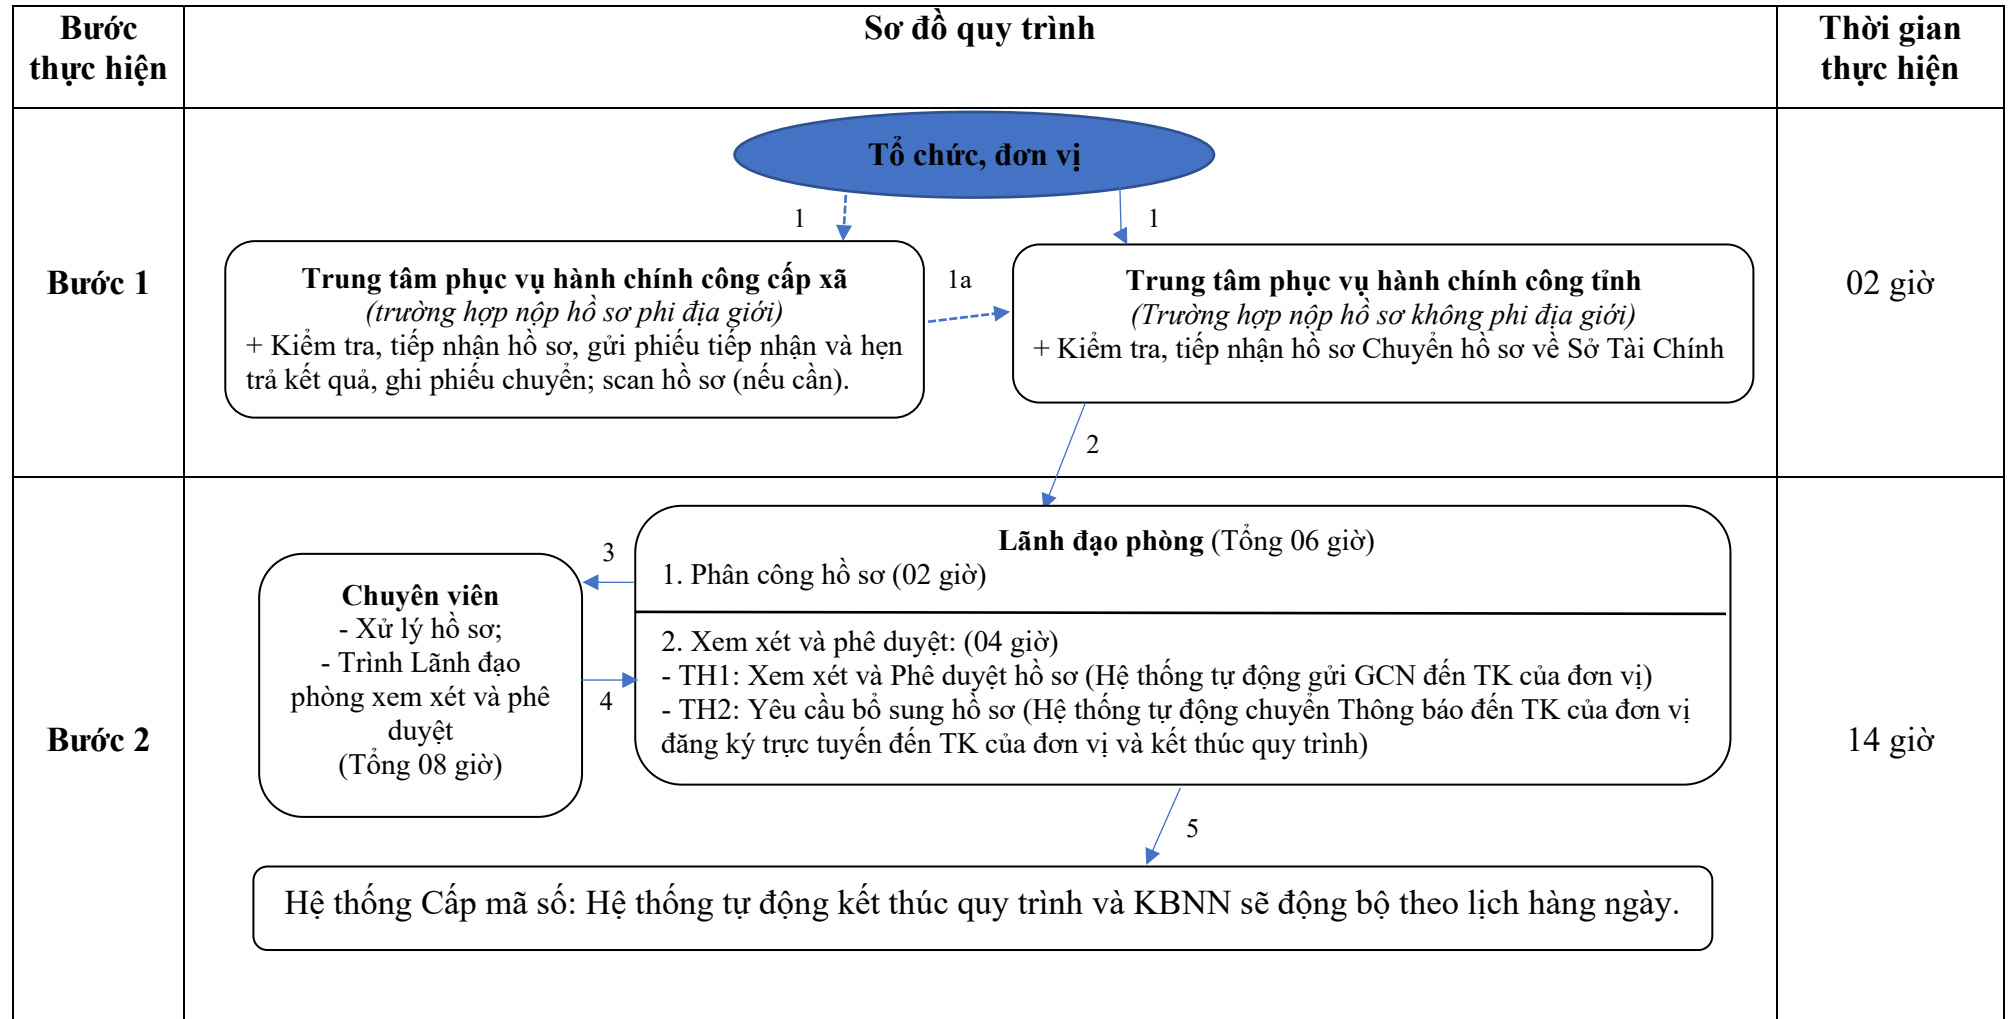 Bước
thực hiện
Sơ đồ quy trình
Thời gian
thực hiện
Bước 1
Tổ chức, đơn vị
1
1
Trung tâm phục vụ hành chính công cấp xã
(trường hợp nộp hồ sơ phi địa giới)
+ Kiểm tra, tiếp nhận hồ sơ, gửi phiếu tiếp nhận và hẹn
trả kết quả, ghi phiếu chuyển; scan hồ sơ (nếu cần).
1a
Trung tâm phục vụ hành chính công tỉnh
(Trường hợp nộp hồ sơ không phi địa giới)
+ Kiểm tra, tiếp nhận hồ sơ Chuyển hồ sơ về Sở Tài Chính
02 giờ
2
Bước 2
Lãnh đạo phòng (Tổng 06 giờ)
1. Phân công hồ sơ (02 giờ)
3
Chuyên viên
- Xử lý hồ sơ;
- Trình Lãnh đạo
phòng xem xét và phê
duyệt
(Tổng 08 giờ)
4
2. Xem xét và phê duyệt: (04 giờ)
- TH1: Xem xét và Phê duyệt hồ sơ (Hệ thống tự động gửi GCN đến TK của đơn vị)
- TH2: Yêu cầu bổ sung hồ sơ (Hệ thống tự động chuyển Thông báo đến TK của đơn vị
đăng ký trực tuyến đến TK của đơn vị và kết thúc quy trình)
14 giờ
5
Hệ thống Cấp mã số: Hệ thống tự động kết thúc quy trình và KBNN sẽ động bộ theo lịch hàng ngày.